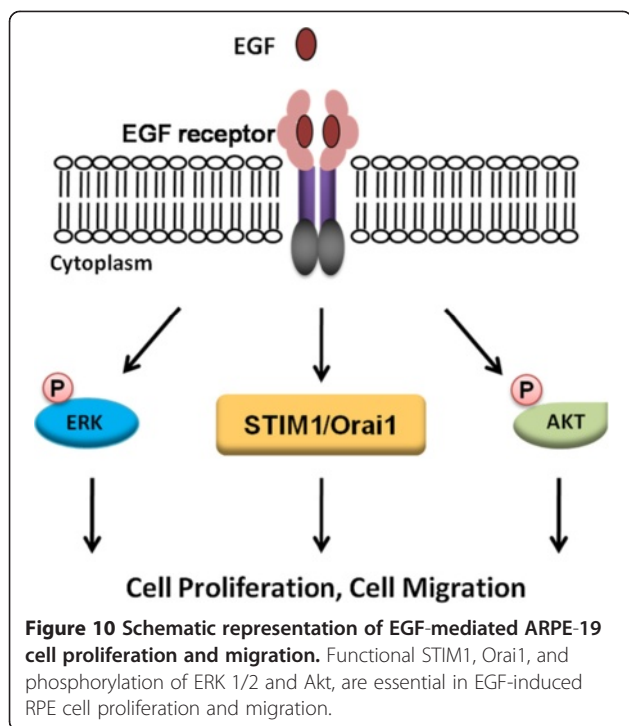 EGF
EGF receptor
Cytoplasm
P
ERK
STIM1/Orai1
P
AKT
Cell Proliferation, Cell Migration
Figure 10 Schematic representation of EGF-mediated ARPE-19
cell proliferation and migration. Functional STIM1, Orai1, and
phosphorylation of ERK 1/2 and Akt, are essential in EGF-induced
RPE cell proliferation and migration.